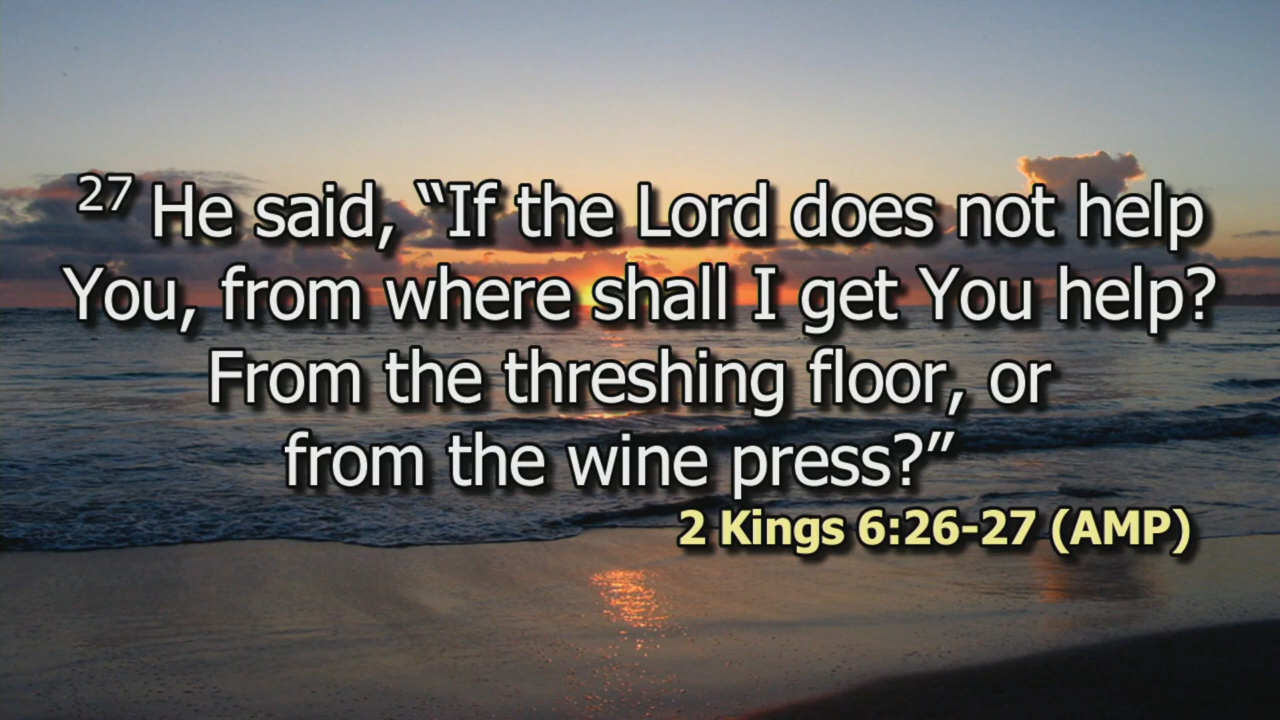 27 He said, “If the Lord does not help
You, from where shall I get You help?
From the threshing floor, or
from the wine press?”
2 Kings 6:26-27 (AMP)